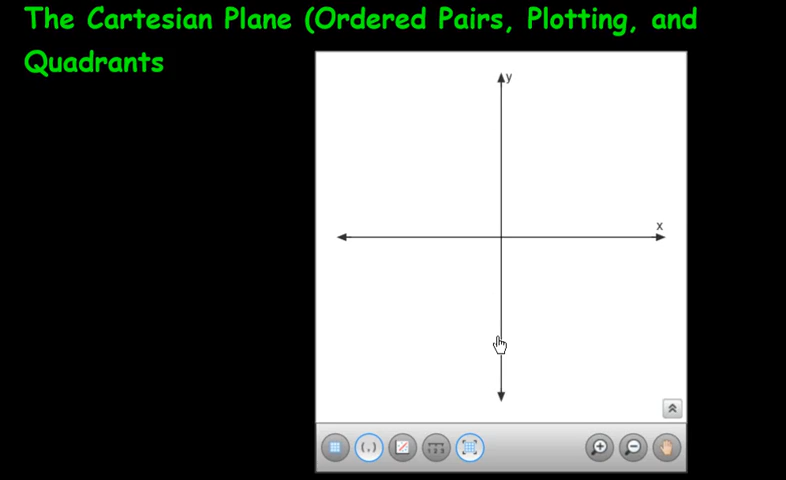 The Cartesian Plane (Ordered Pairs, Plotting, and
Quadrants
y
x
(,)